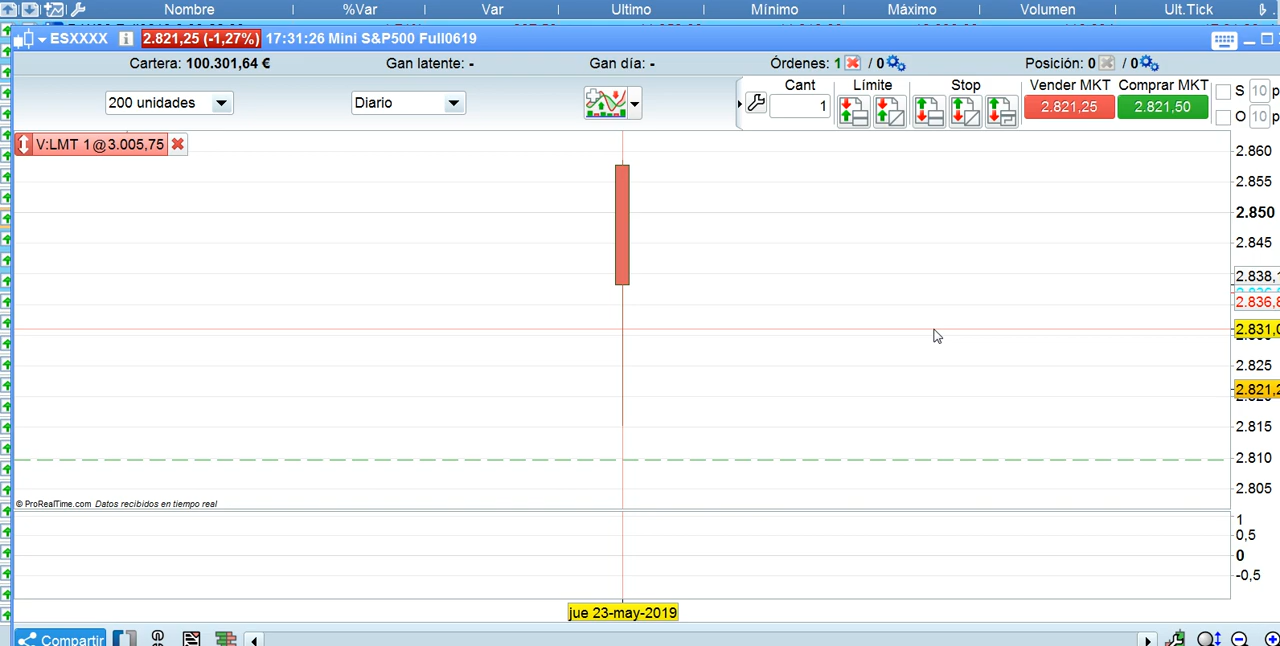 Nombre %Var Var Ultimo Mínimo Máximo Volumen Ult.Tick
ESXXXX 2.821,25 (-1,27%) 17:31:26 Mini S&P500 Full0619
Cartera: 100.301,64 € Gan latente: - Gan día: - Órdenes: 1 / 0 Posición: 0 / 0
Cant Límite Stop Vender MKT Comprar MKT S 10 p
200 unidades Diario 1 2.821,25 2.821,50 O 10 p
V:LMT 1@3.005,75
2.860
2.855
2.850
2.845
2.838,1
2.836,8
2.831,0
2.825
2.821,2
2.815
2.810
2.805
© ProRealTime.com Datos recibidos en tiempo real
1
0,5
0
-0,5
jue 23-may-2019
Compartir